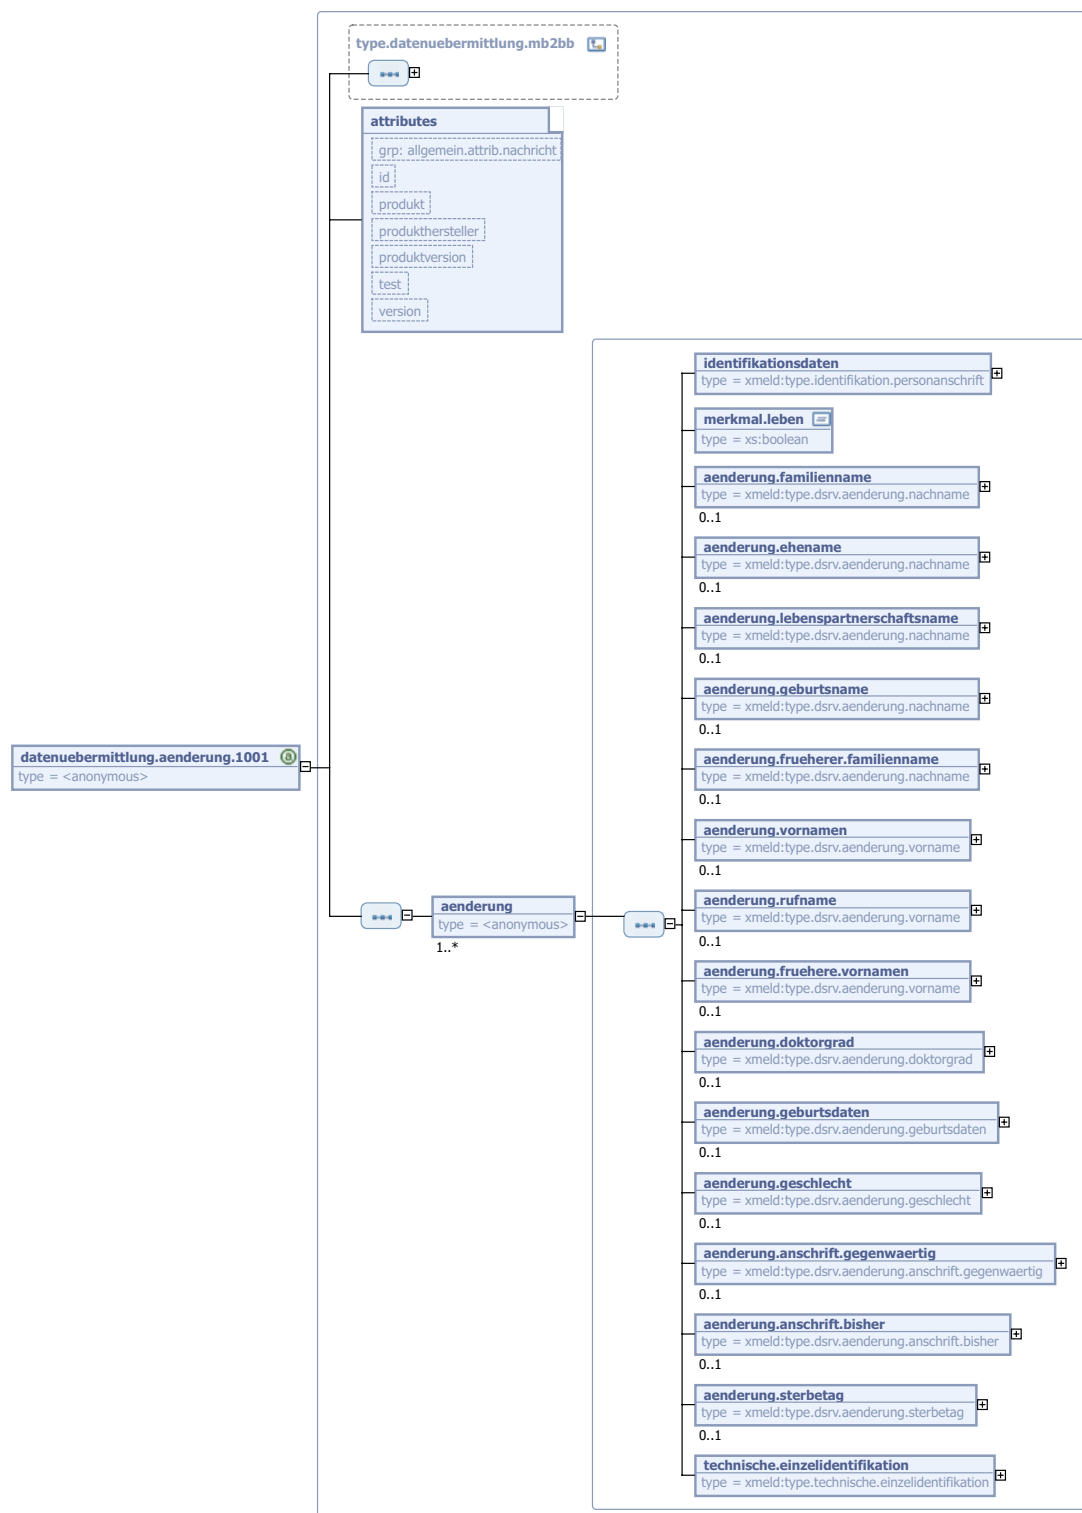 type.datenuebermittlung.mb2bb
attributes
grp: allgemein.attrib.nachricht
id
produkt
produkthersteller
produktversion
test
version
identifikationsdaten
type = xmeld:type.identifikation.personanschrift
merkmal.leben
type = xs:boolean
aenderung.familienname
type = xmeld:type.dsrv.aenderung.nachname
0..1
aenderung.ehename
type = xmeld:type.dsrv.aenderung.nachname
0..1
aenderung.lebenspartnerschaftsname
type = xmeld:type.dsrv.aenderung.nachname
0..1
aenderung.geburtsname
type = xmeld:type.dsrv.aenderung.nachname
0..1
datenuebermittlung.aenderung.1001
type = <anonymous>
aenderung.frueherer.familienname
type = xmeld:type.dsrv.aenderung.nachname
0..1
aenderung.vornamen
type = xmeld:type.dsrv.aenderung.vorname
0..1
aenderung
type = <anonymous>
1..*
aenderung.rufname
type = xmeld:type.dsrv.aenderung.vorname
0..1
aenderung.fruehere.vornamen
type = xmeld:type.dsrv.aenderung.vorname
0..1
aenderung.doktorgrad
type = xmeld:type.dsrv.aenderung.doktorgrad
0..1
aenderung.geburtsdaten
type = xmeld:type.dsrv.aenderung.geburtsdaten
0..1
aenderung.geschlecht
type = xmeld:type.dsrv.aenderung.geschlecht
0..1
aenderung.anschrift.gegenwaertig
type = xmeld:type.dsrv.aenderung.anschrift.gegenwaertig
0..1
aenderung.anschrift.bisher
type = xmeld:type.dsrv.aenderung.anschrift.bisher
0..1
aenderung.sterbetag
type = xmeld:type.dsrv.aenderung.sterbetag
0..1
technische.einzelidentifikation
type = xmeld:type.technische.einzelidentifikation